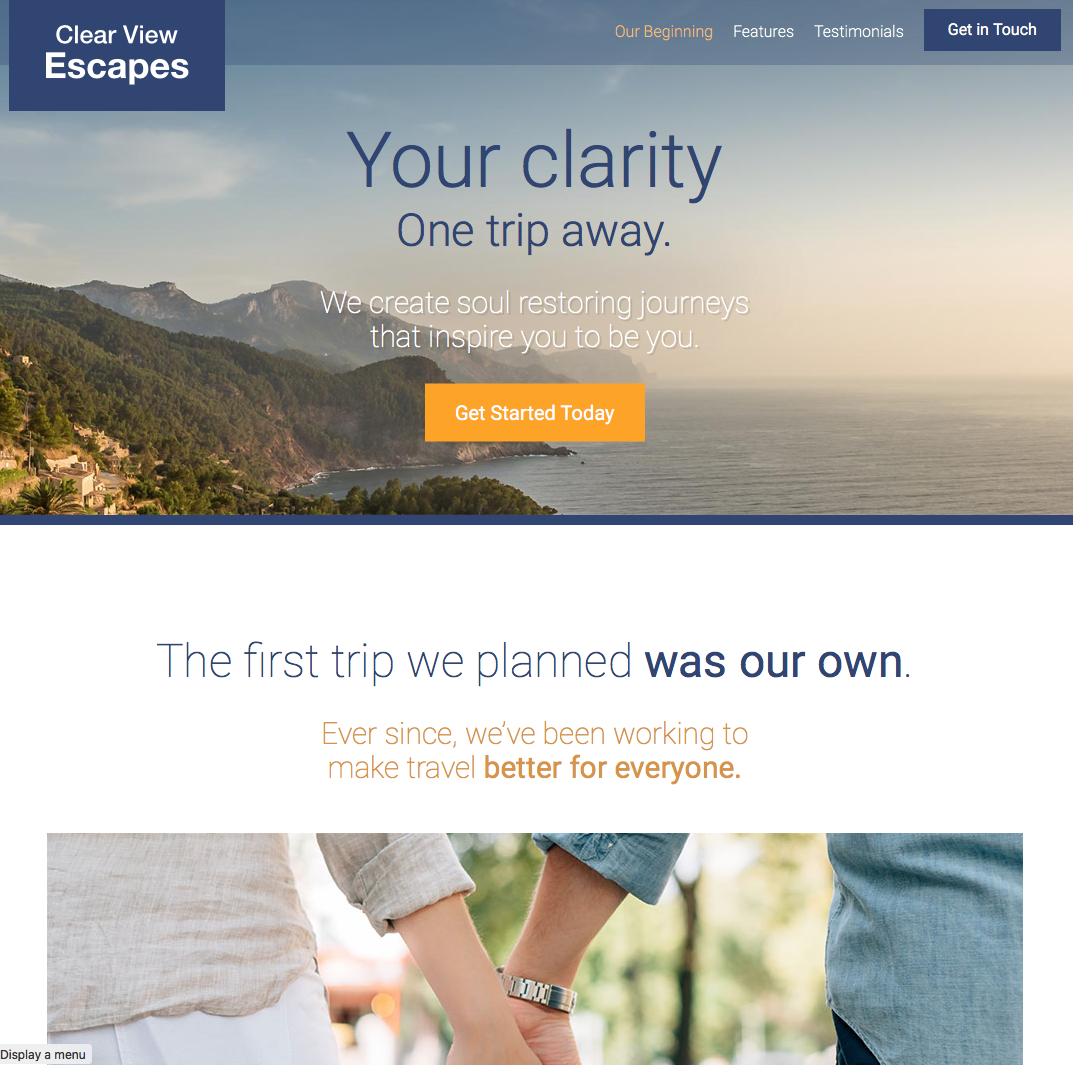 Clear View
Escapes
Our Beginning
Features
Testimonials
Get in Touch
Your clarity
One trip away.
We create soul restoring journeys
that inspire you to be you.
Get Started Today
The first trip we planned was our own.
Ever since, we’ve been working to
make travel better for everyone.
Display a menu